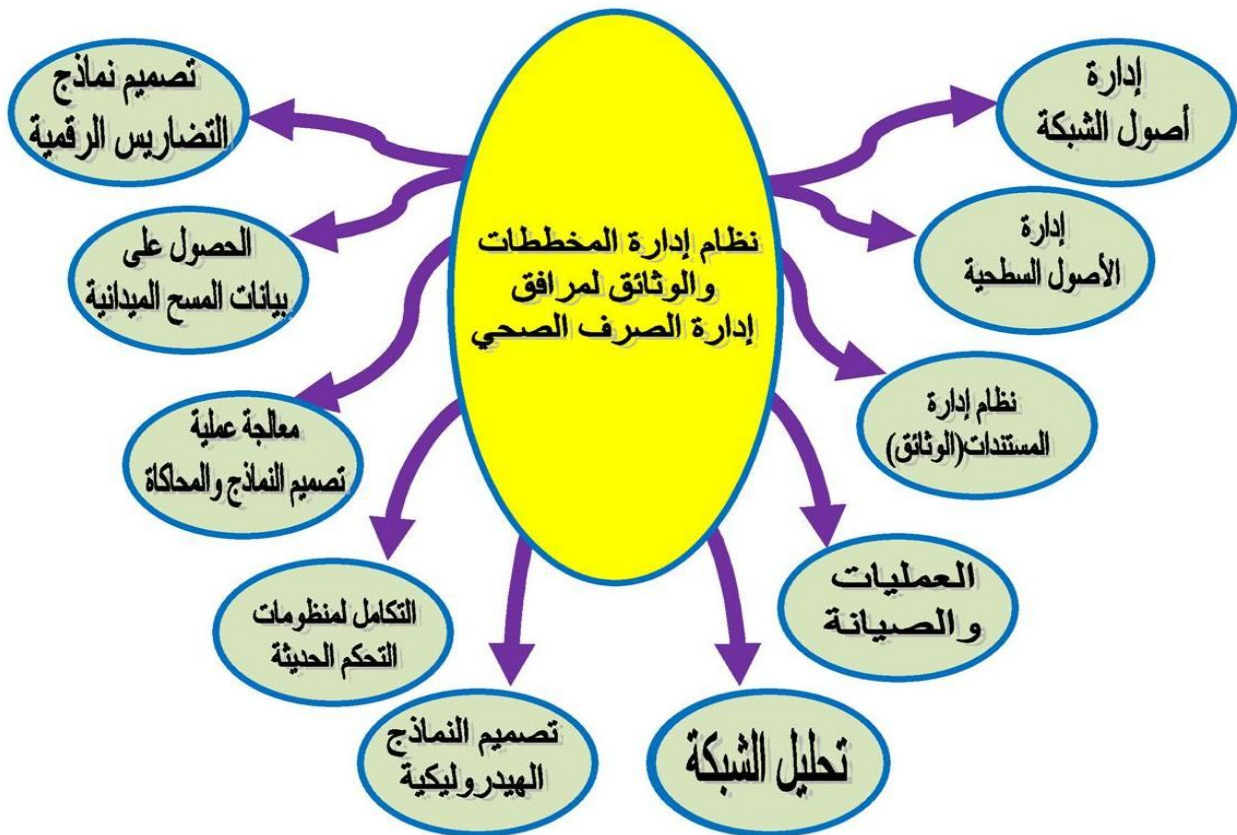 نظام إدارة المخططات
والوثائق لمرافق
إدارة الصرف الصحي
إدارة
أصول الشبكة
إدارة
الأصول السطحية
نظام إدارة
المستندات(الوثائق)
العمليات
والصيانة
تحليل الشبكة
تصميم النماذج
الهيدروليكية
التكامل لمنظومات
التحكم الحديثة
معالجة عملية
تصميم النماذج والمحاكاة
الحصول على
بيانات المسح الميدانية
تصميم نماذج
التضاريس الرقمية